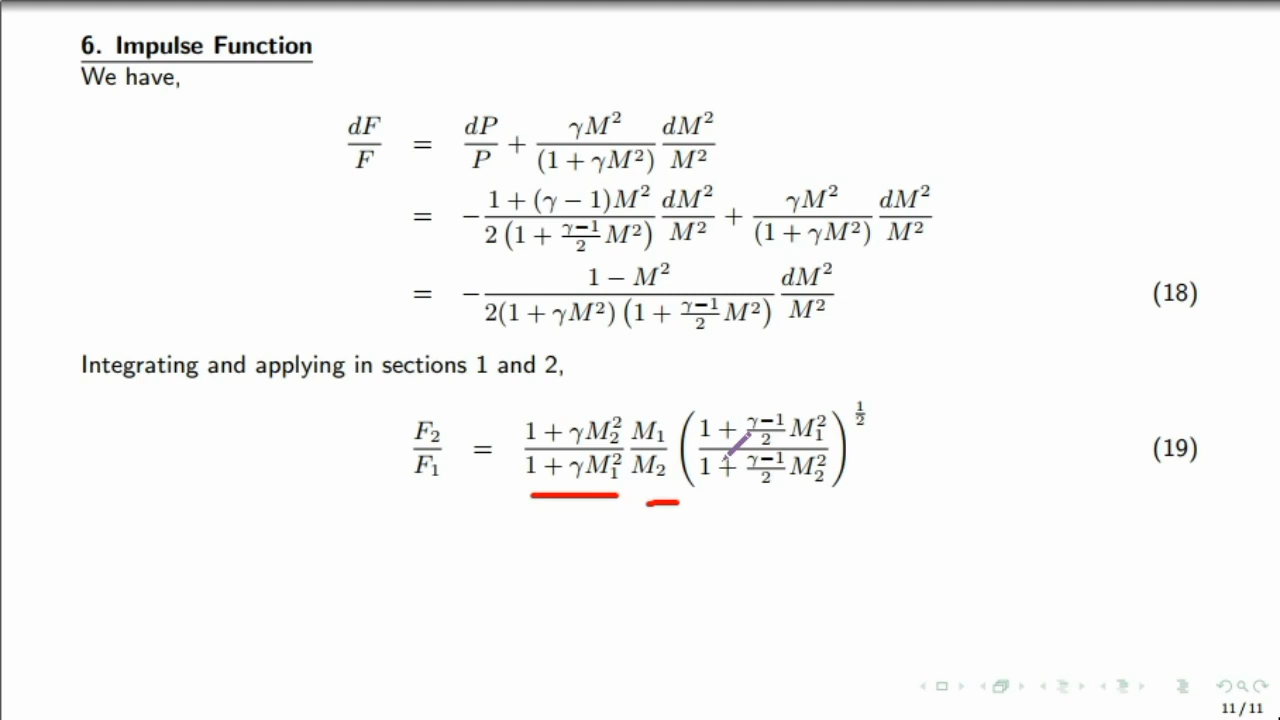 6. Impulse Function
We have,
dF/F = dP/P + γM²/(1 + γM²) dM²/M²
= − (1 + (γ − 1)M²)/(2(1 + (γ−1)/2 M²)) dM²/M² + γM²/(1 + γM²) dM²/M²
= − (1 − M²)/(2(1 + γM²)(1 + (γ−1)/2 M²)) dM²/M² (18)
Integrating and applying in sections 1 and 2,
F₂/F₁ = (1 + γM₂²)/(1 + γM₁²) M₁/M₂ ((1 + (γ−1)/2 M₁²)/(1 + (γ−1)/2 M₂²))^(1/2) (19)
11/11